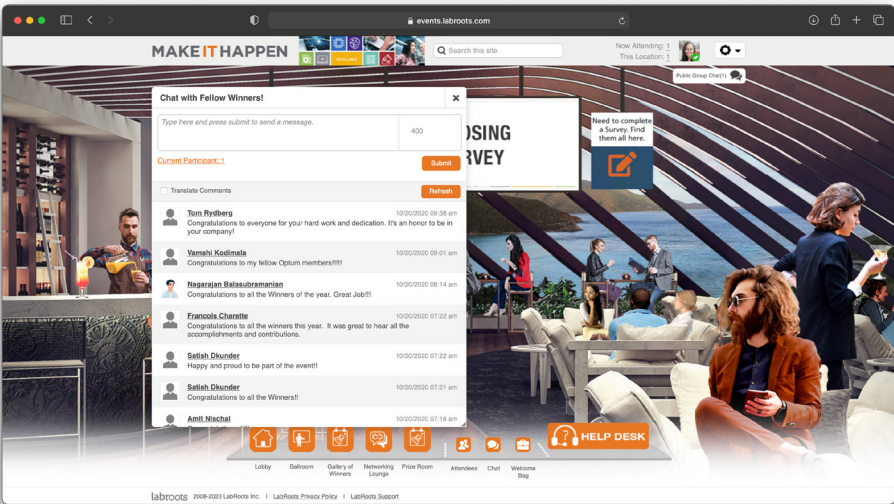 events.labroots.com
MAKE IT HAPPEN
Search this site
Now Attending: 1
This Location: 1
Public Group Chat(1)
Chat with Fellow Winners!
Type here and press submit to send a message.
400
Current Participant: 1
Submit
Translate Comments
Refresh
Tom Rydberg
10/20/2020 09:38 am
Congratulations to everyone for your hard work and dedication. It's an honor to be in
your company!
Vamshi Kodimala
10/20/2020 09:01 am
Congratulations to my fellow Optum members!!!!!
Nagarajan Balasubramanian
10/20/2020 08:14 am
Congratulations to all the Winners of the year. Great Job!!!
Francois Charette
10/20/2020 07:22 am
Congratulations to all the winners this year. It was great to hear all the
accomplishments and contributions.
Satish Dkunder
10/20/2020 07:22 am
Happy and proud to be part of the event!!
Satish Dkunder
10/20/2020 07:21 am
Congratulations to all the Winners!!
Amit Nischal
10/20/2020 07:16 am
OSING
RVEY
Need to complete
a Survey. Find
them all here.
HELP DESK
Lobby
Ballroom
Gallery of
Winners
Networking
Lounge
Prize Room
Attendees
Chat
Welcome
Bag
labroots 2008-2020 LabRoots Inc. | LabRoots Privacy Policy | LabRoots Support